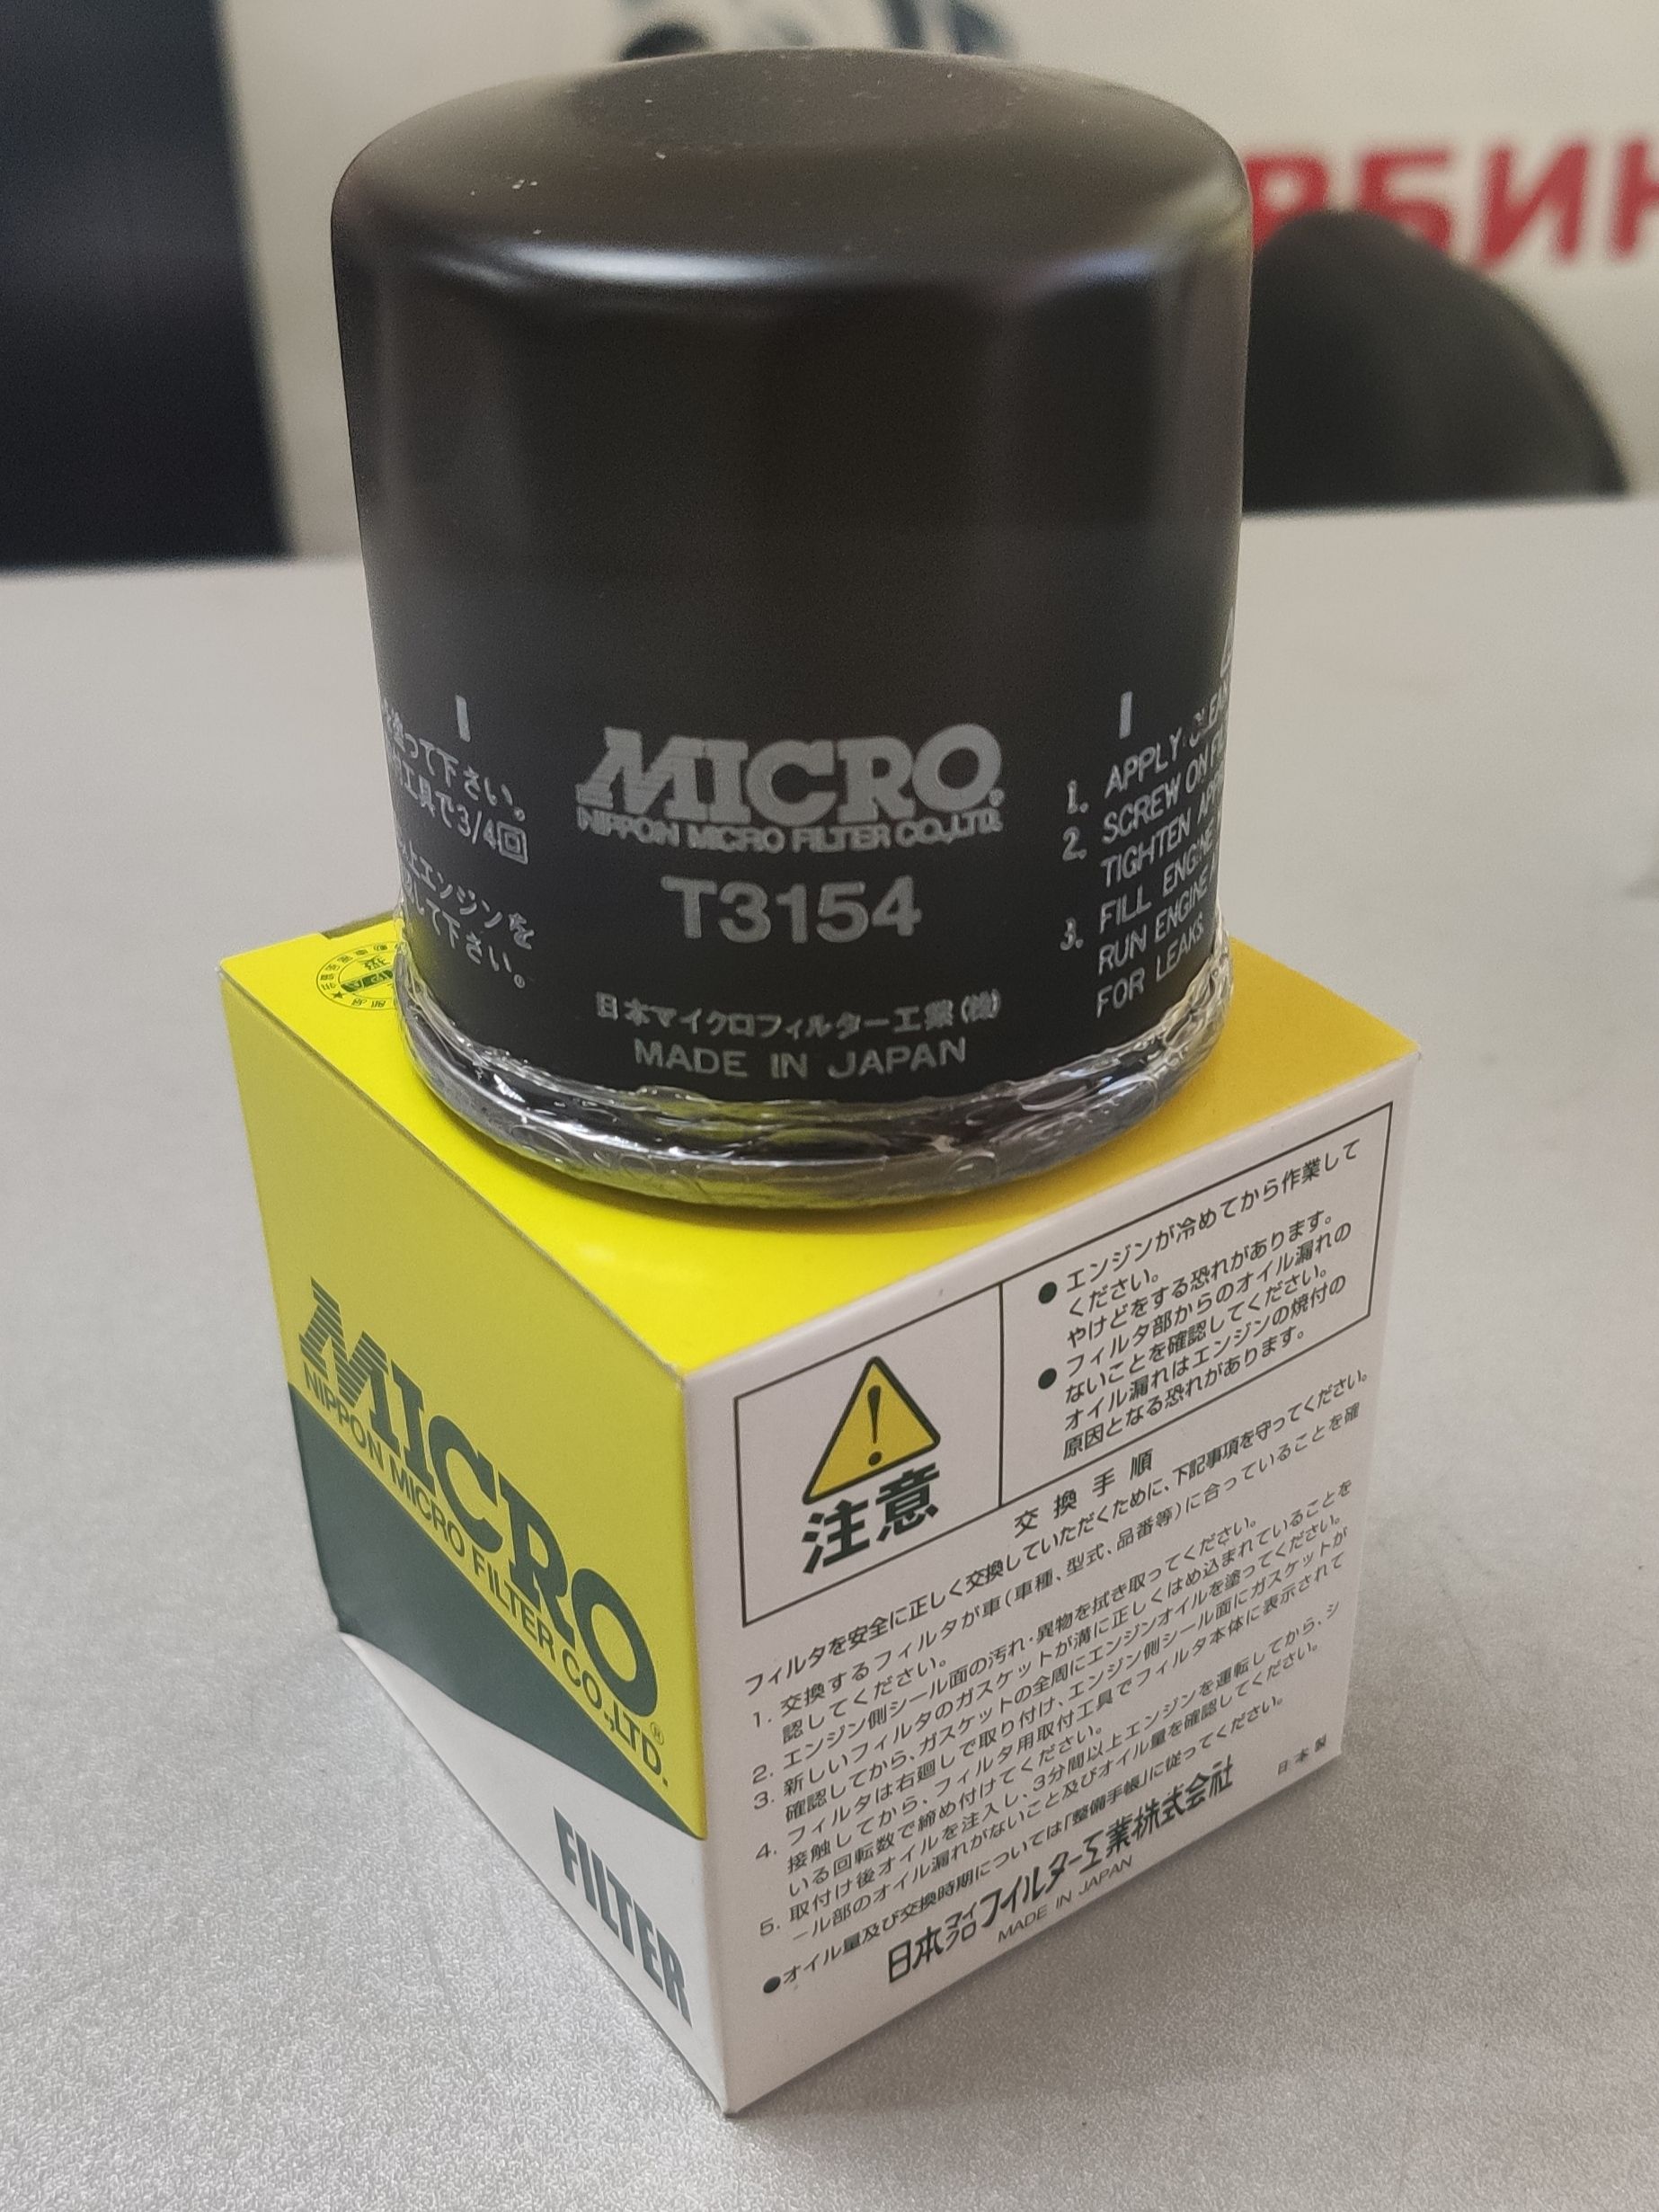 РБИН
を塗って下さい。
付工具で3/4回
上エンジンを
して下さい。
MICRO®
NIPPON MICRO FILTER CO.,LTD.
T3154
日本マイクロフィルター工業(株)
MADE IN JAPAN
1. APPLY CLEAN
2. SCREW ON
TIGHTEN
3. FILL ENGINE
RUN ENGINE
FOR LEAKS
MICRO®
NIPPON MICRO FILTER CO.,LTD.
FILTER
注意
●エンジンが冷めてから作業して
ください。
やけどをする恐れがあります。
●フィルタ部からのオイル漏れの
ないことを確認してください。
オイル漏れはエンジンの焼付の
原因となる恐れがあります。
交換手順
フィルタを安全に正しく交換していただくために、下記事項を守ってください。
1. 交換するフィルタが車(車種、型式、品番等)に合っていることを確
認してください。
2. エンジン側シール面の汚れ・異物を拭き取ってください。
3. 新しいフィルタのガスケットが溝に正しくはめ込まれていることを
確認してから、ガスケットの全周にエンジンオイルを塗ってください。
4. フィルタは右廻しで取り付け、エンジン側シール面にガスケットが
接触してから、フィルタ用取付工具でフィルタ本体に表示されて
いる回転数で締め付けてください。
5. 取付け後オイルを注入し、3分間以上エンジンを運転してから、シ
ール部のオイル漏れがないこと及びオイル量を確認してください。
●オイル量及び交換時期については「整備手帳」に従ってください。
日本マイクロフィルター工業株式会社
MADE IN JAPAN
日本製